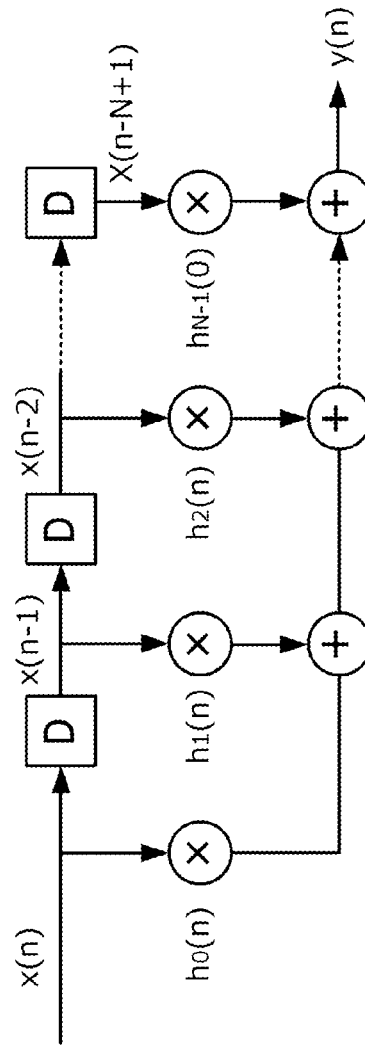 x(n)
D
x(n-1)
D
x(n-2)
D
X(n-N+1)
×
×
×
×
h0(n)
h1(n)
h2(n)
hN-1(0)
+
+
+
y(n)